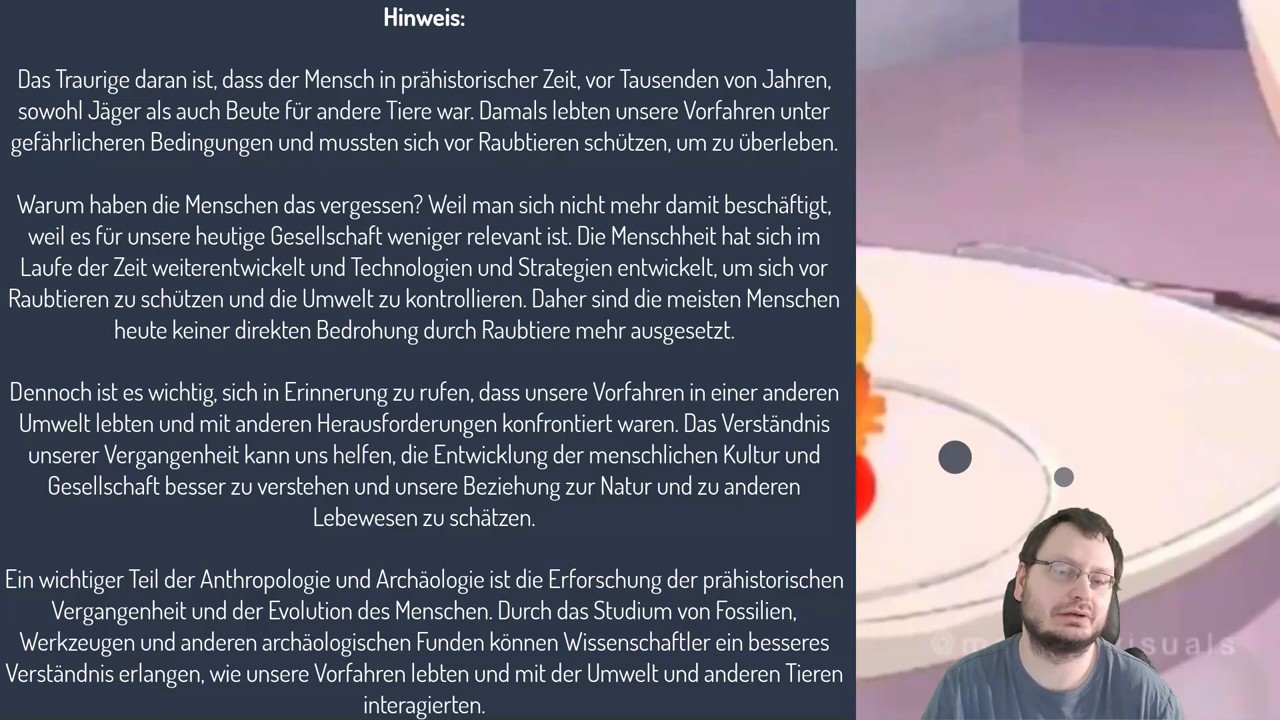 Hinweis:
Das Traurige daran ist, dass der Mensch in prähistorischer Zeit, vor Tausenden von Jahren,
sowohl Jäger als auch Beute für andere Tiere war. Damals lebten unsere Vorfahren unter
gefährlicheren Bedingungen und mussten sich vor Raubtieren schützen, um zu überleben.
Warum haben die Menschen das vergessen? Weil man sich nicht mehr damit beschäftigt,
weil es für unsere heutige Gesellschaft weniger relevant ist. Die Menschheit hat sich im
Laufe der Zeit weiterentwickelt und Technologien und Strategien entwickelt, um sich vor
Raubtieren zu schützen und die Umwelt zu kontrollieren. Daher sind die meisten Menschen
heute keiner direkten Bedrohung durch Raubtiere mehr ausgesetzt.
Dennoch ist es wichtig, sich in Erinnerung zu rufen, dass unsere Vorfahren in einer anderen
Umwelt lebten und mit anderen Herausforderungen konfrontiert waren. Das Verständnis
unserer Vergangenheit kann uns helfen, die Entwicklung der menschlichen Kultur und
Gesellschaft besser zu verstehen und unsere Beziehung zur Natur und zu anderen
Lebewesen zu schätzen.
Ein wichtiger Teil der Anthropologie und Archäologie ist die Erforschung der prähistorischen
Vergangenheit und der Evolution des Menschen. Durch das Studium von Fossilien,
Werkzeugen und anderen archäologischen Funden können Wissenschaftler ein besseres
Verständnis erlangen, wie unsere Vorfahren lebten und mit der Umwelt und anderen Tieren
interagierten.